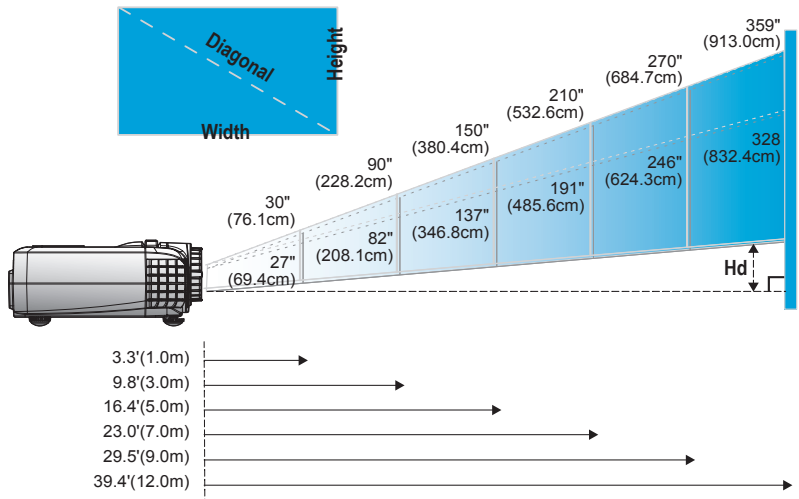 Diagonal
Height
Width
359"
(913.0cm)
270"
(684.7cm)
210"
(532.6cm)
150"
(380.4cm)
90"
(228.2cm)
30"
(76.1cm)
328
(832.4cm)
246"
(624.3cm)
191"
(485.6cm)
137"
(346.8cm)
82"
(208.1cm)
27"
(69.4cm)
Hd
3.3'(1.0m)
9.8'(3.0m)
16.4'(5.0m)
23.0'(7.0m)
29.5'(9.0m)
39.4'(12.0m)